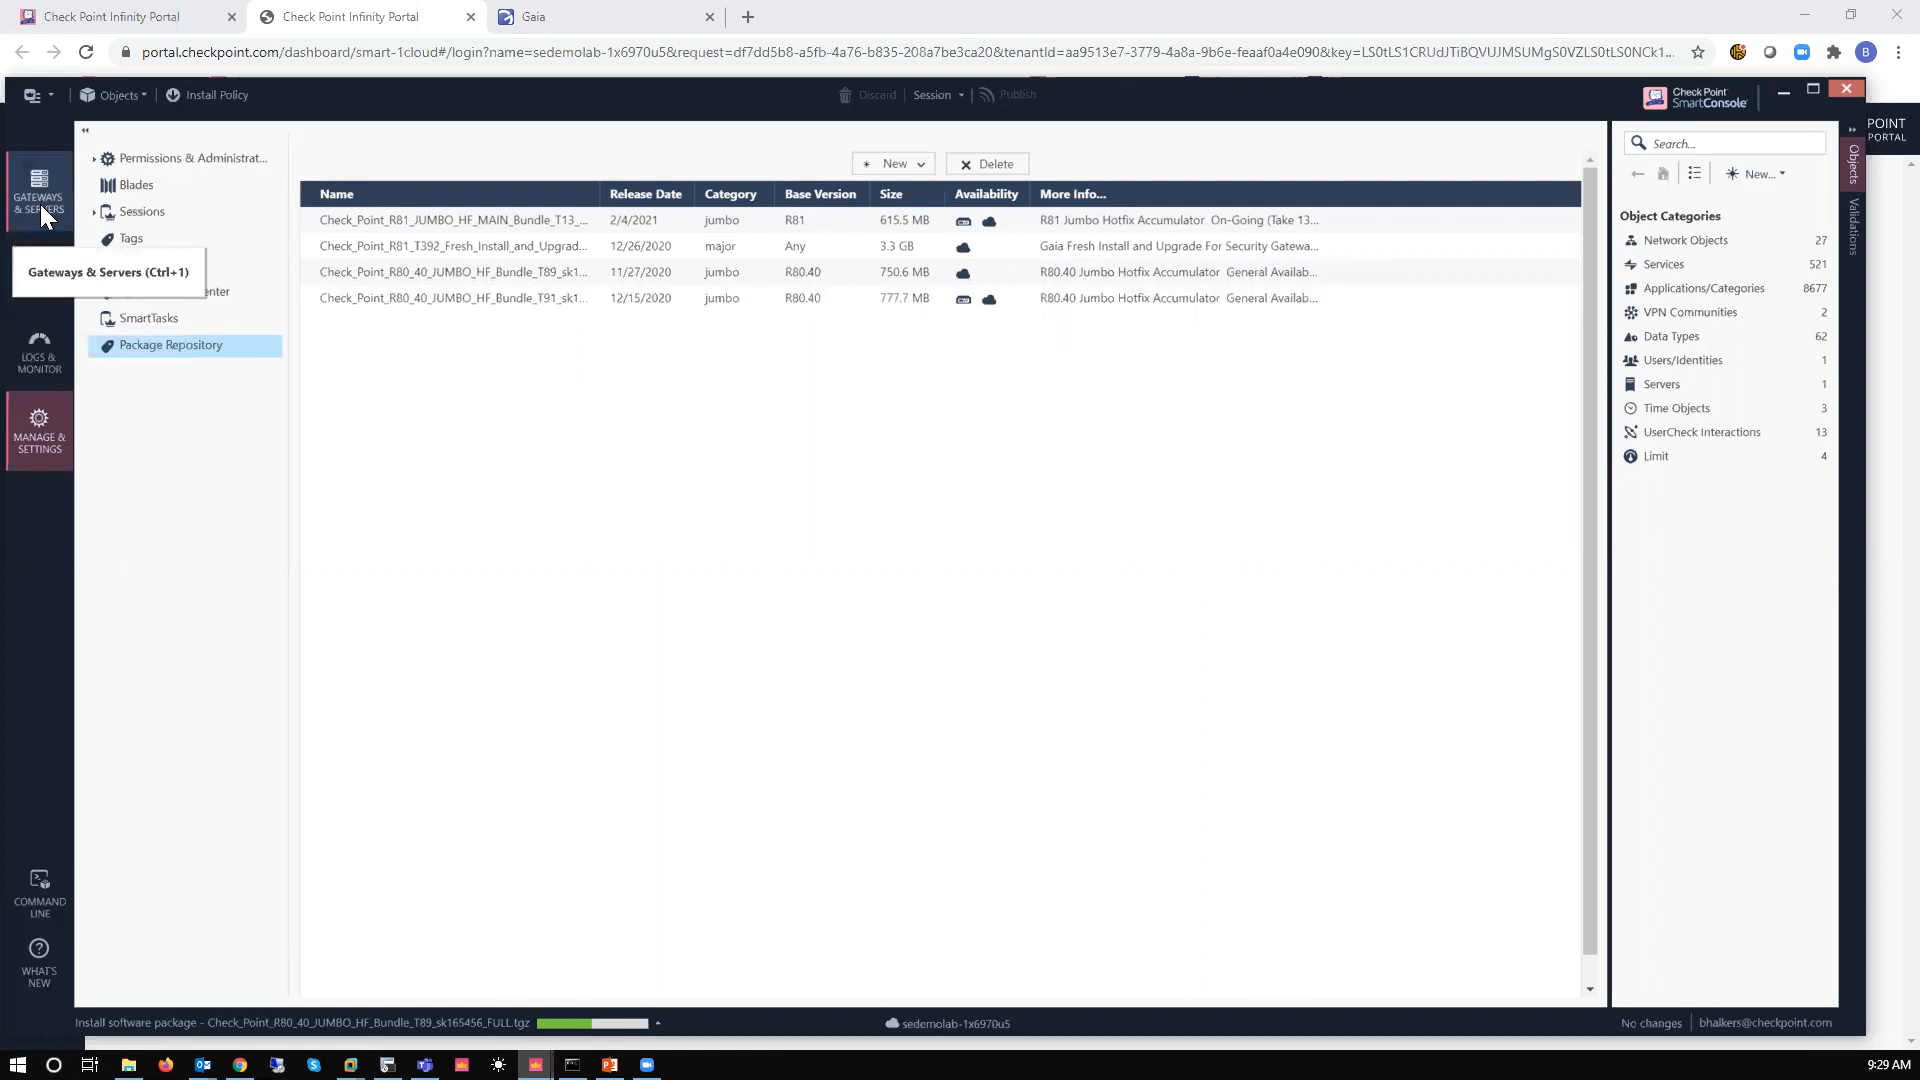 Check Point Infinity Portal
Check Point Infinity Portal
Gaia
portal.checkpoint.com/dashboard/smart-1cloud#/login?name=sedemolab-1x6970u5&request=df7dd5b8-a5fb-4a76-b835-208a7be3ca20&tenantId=aa9513e7-3779-4a8a-9b6e-feaaf0a4e090&key=LS0tLS1CRUdJTiBQVUJMSUMgS0VZLS0tLS0NCk1...
B
Objects
Install Policy
Discard
Session
Publish
Check Point
SmartConsole
POINT
PORTAL
GATEWAYS
& SERVERS
Gateways & Servers (Ctrl+1)
LOGS &
MONITOR
MANAGE &
SETTINGS
COMMAND
LINE
WHAT'S
NEW
Permissions & Administrat...
Blades
Sessions
Tags
enter
SmartTasks
Package Repository
New
Delete
Name Release Date Category Base Version Size Availability More Info...
Check_Point_R81_JUMBO_HF_MAIN_Bundle_T13_... 2/4/2021 jumbo R81 615.5 MB R81 Jumbo Hotfix Accumulator On-Going (Take 13...
Check_Point_R81_T392_Fresh_Install_and_Upgrad... 12/26/2020 major Any 3.3 GB Gaia Fresh Install and Upgrade For Security Gatewa...
Check_Point_R80_40_JUMBO_HF_Bundle_T89_sk1... 11/27/2020 jumbo R80.40 750.6 MB R80.40 Jumbo Hotfix Accumulator General Availab...
Check_Point_R80_40_JUMBO_HF_Bundle_T91_sk1... 12/15/2020 jumbo R80.40 777.7 MB R80.40 Jumbo Hotfix Accumulator General Availab...
Search...
New...
Object Categories
Network Objects 27
Services 521
Applications/Categories 8677
VPN Communities 2
Data Types 62
Users/Identities 1
Servers 1
Time Objects 3
UserCheck Interactions 13
Limit 4
Objects
Validations
Install software package - Check_Point_R80_40_JUMBO_HF_Bundle_T89_sk165456_FULL.tgz
sedemolab-1x6970u5
No changes
bhalkers@checkpoint.com
9:29 AM